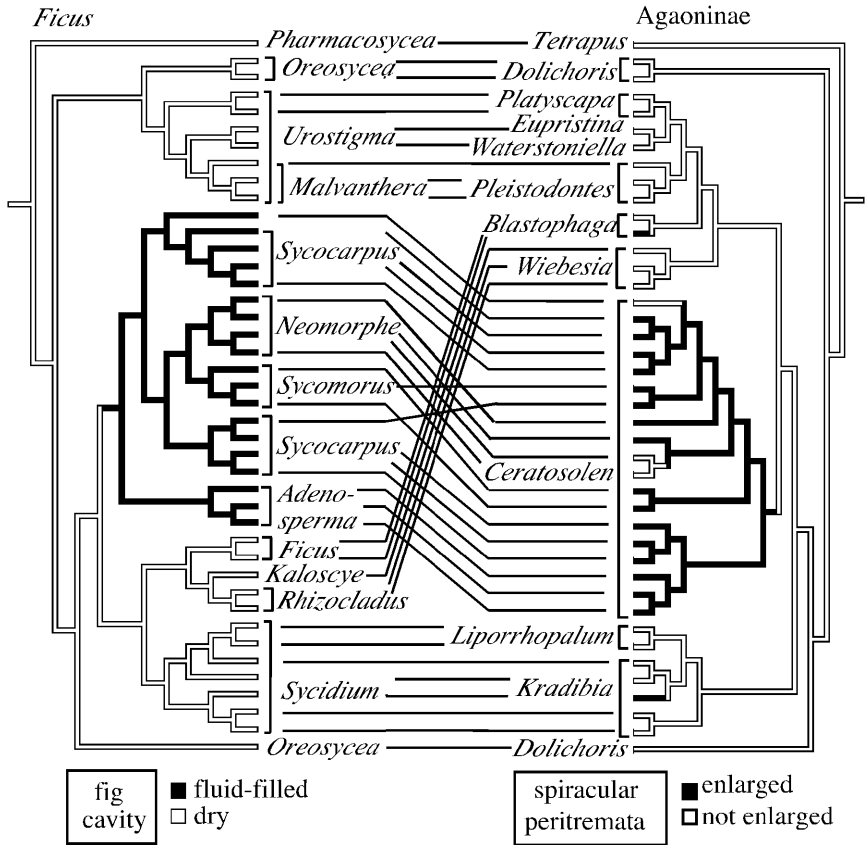 Ficus
Agaoninae
Pharmacosycea
Tetrapus
Oreosycea
Dolichoris
Platyscapa
Urostigma
Eupristina
Waterstoniella
Malvanthera
Pleistodontes
Blastophaga
Sycocarpus
Wiebesia
Neomorphe
Sycomorus
Sycocarpus
Ceratosolen
Adeno-
sperma
Ficus
Kaloscye
Rhizocladus
Liporrhopalum
Sycidium
Kradibia
Oreosycea
Dolichoris
fig
cavity
fluid-filled
dry
spiracular
peritremata
enlarged
not enlarged